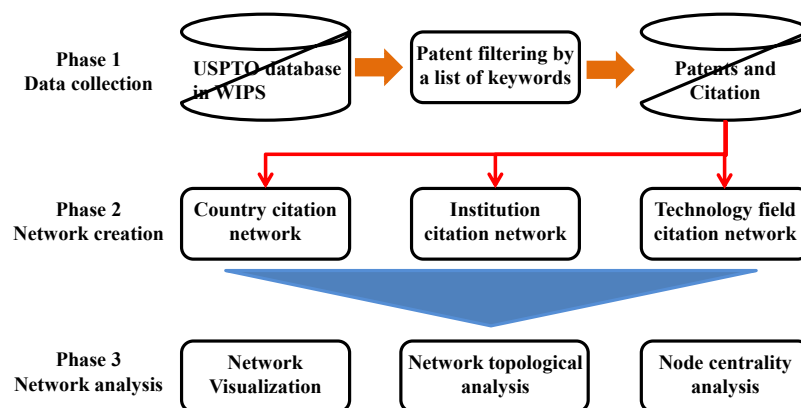 Phase 1
Data collection
USPTO database
in WIPS
Patent filtering by
a list of keywords
Patents and
Citation
Phase 2
Network creation
Country citation
network
Institution
citation network
Technology field
citation network
Phase 3
Network analysis
Network
Visualization
Network topological
analysis
Node centrality
analysis